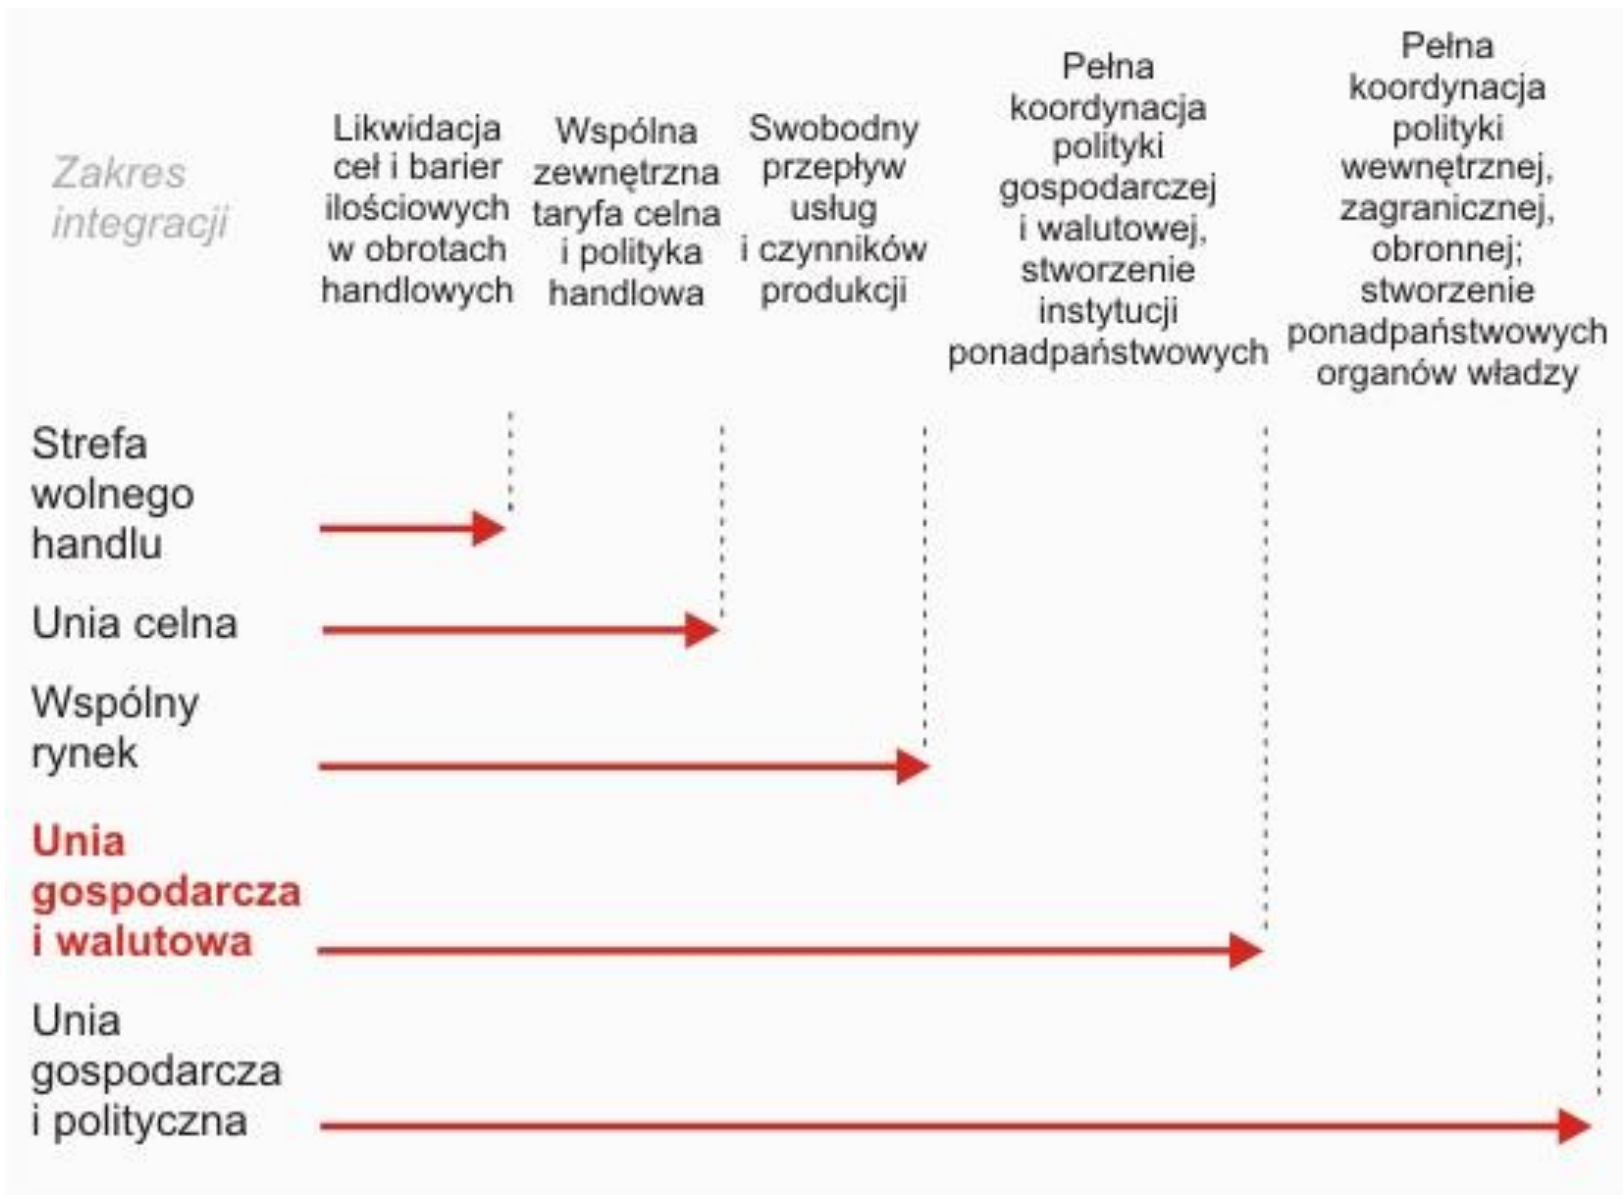 Zakres
integracji
Likwidacja
ceł i barier
ilościowych
w obrotach
handlowych
Wspólna
zewnętrzna
taryfa celna
i polityka
handlowa
Swobodny
przepływ
usług
i czynników
produkcji
Pełna
koordynacja
polityki
gospodarczej
i walutowej,
stworzenie
instytucji
ponadpaństwowych
Pełna
koordynacja
polityki
wewnętrznej,
zagranicznej,
obronnej;
stworzenie
ponadpaństwowych
organów władzy
Strefa
wolnego
handlu
Unia celna
Wspólny
rynek
Unia
gospodarcza
i walutowa
Unia
gospodarcza
i polityczna